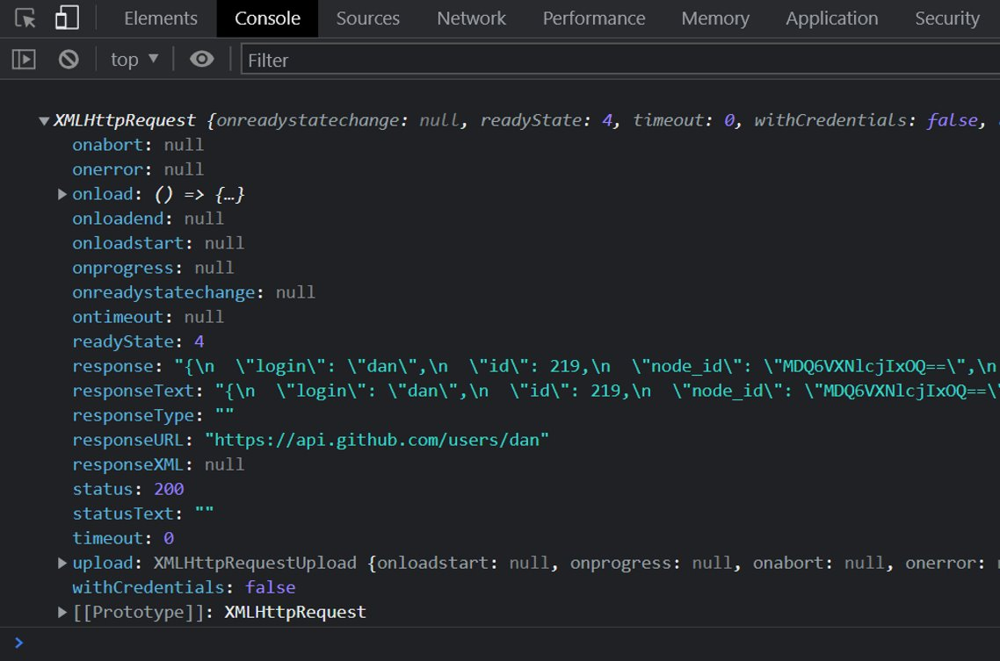 Elements Console Sources Network Performance Memory Application Security
top ▼ Filter
▼XMLHttpRequest {onreadystatechange: null, readyState: 4, timeout: 0, withCredentials: false,
onabort: null
onerror: null
▶onload: () => {…}
onloadend: null
onloadstart: null
onprogress: null
onreadystatechange: null
ontimeout: null
readyState: 4
response: "{\n  \"login\": \"dan\",\n  \"id\": 219,\n  \"node_id\": \"MDQ6VXNlcjIxOQ==\",\n
responseText: "{\n  \"login\": \"dan\",\n  \"id\": 219,\n  \"node_id\": \"MDQ6VXNlcjIxOQ==\"
responseType: ""
responseURL: "https://api.github.com/users/dan"
responseXML: null
status: 200
statusText: ""
timeout: 0
▶upload: XMLHttpRequestUpload {onloadstart: null, onprogress: null, onabort: null, onerror:
withCredentials: false
▶[[Prototype]]: XMLHttpRequest
>